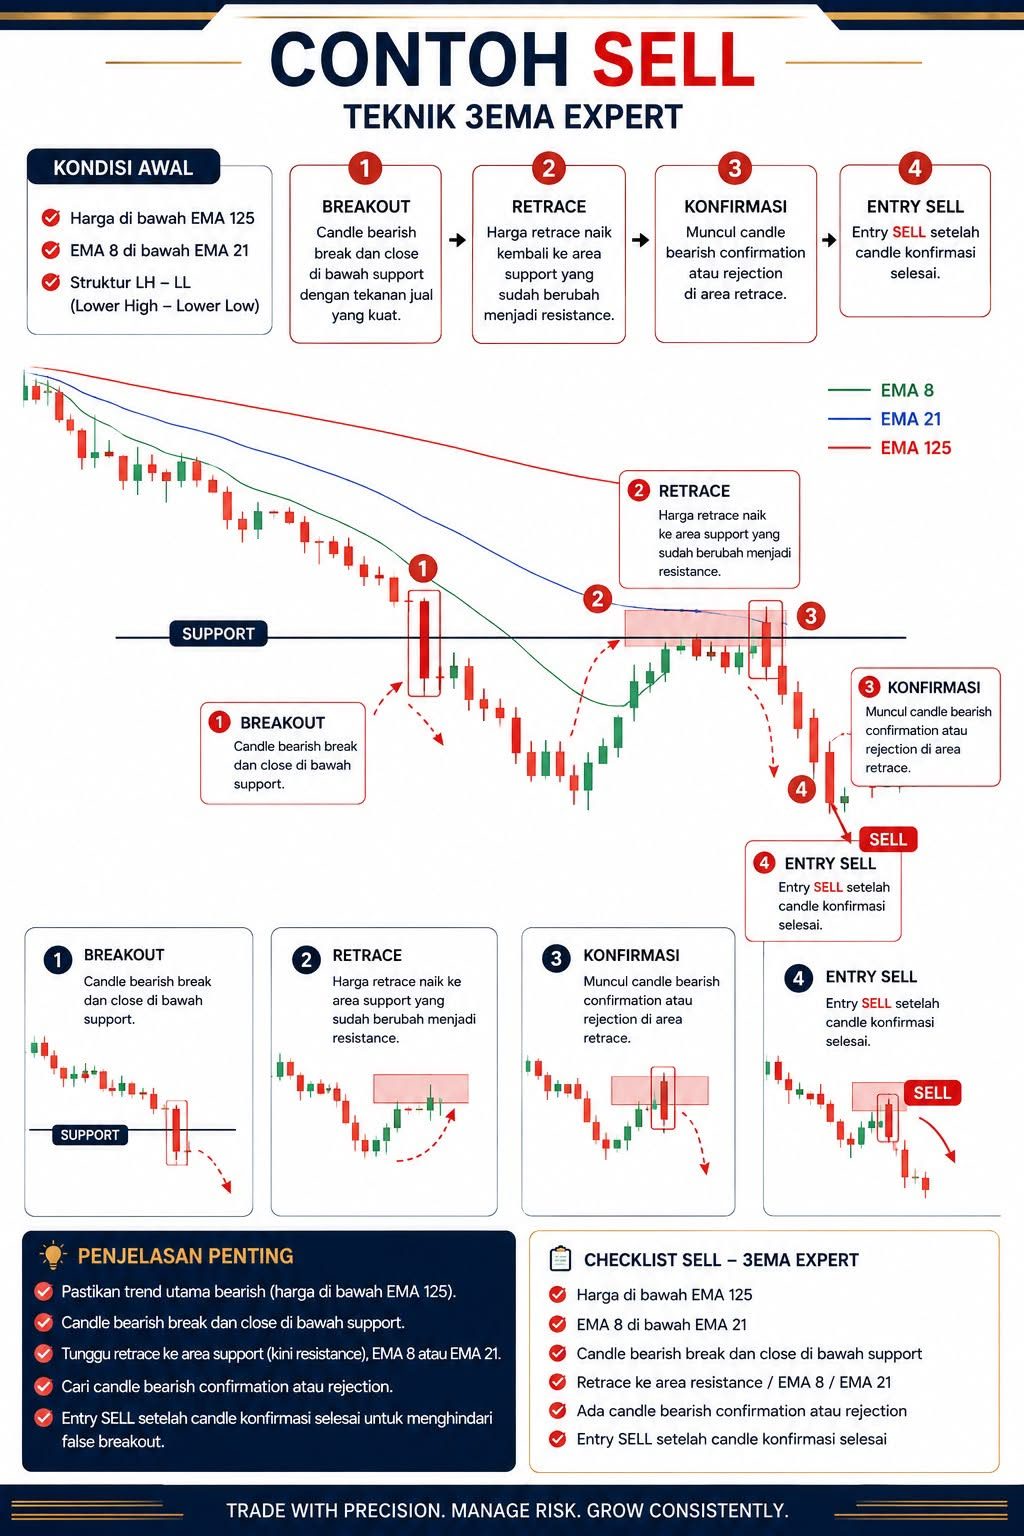 CONTOH SELL
TEKNIK 3EMA EXPERT
KONDISI AWAL
Harga di bawah EMA 125
EMA 8 di bawah EMA 21
Struktur LH – LL
(Lower High – Lower Low)
1
BREAKOUT
Candle bearish
break dan close
di bawah support
dengan tekanan jual
yang kuat.
2
RETRACE
Harga retrace naik
kembali ke area
support yang
sudah berubah
menjadi resistance.
3
KONFIRMASI
Muncul candle
bearish confirmation
atau rejection
di area retrace.
4
ENTRY SELL
Entry SELL setelah
candle konfirmasi
selesai.
EMA 8
EMA 21
EMA 125
2 RETRACE
Harga retrace naik
ke area support yang
sudah berubah menjadi
resistance.
1
2
3
SUPPORT
1 BREAKOUT
Candle bearish break
dan close di bawah
support.
3 KONFIRMASI
Muncul candle bearish
confirmation atau
rejection di area
retrace.
4
SELL
4 ENTRY SELL
Entry SELL setelah
candle konfirmasi
selesai.
1 BREAKOUT
Candle bearish break
dan close di bawah
support.
SUPPORT
2 RETRACE
Harga retrace naik ke
area support yang
sudah berubah menjadi
resistance.
3 KONFIRMASI
Muncul candle bearish
confirmation atau
rejection di area
retrace.
4 ENTRY SELL
Entry SELL setelah
candle konfirmasi
selesai.
SELL
PENJELASAN PENTING
Pastikan trend utama bearish (harga di bawah EMA 125).
Candle bearish break dan close di bawah support.
Tunggu retrace ke area support (kini resistance), EMA 8 atau EMA 21.
Cari candle bearish confirmation atau rejection.
Entry SELL setelah candle konfirmasi selesai untuk menghindari
false breakout.
CHECKLIST SELL – 3EMA EXPERT
Harga di bawah EMA 125
EMA 8 di bawah EMA 21
Candle bearish break dan close di bawah support
Retrace ke area resistance / EMA 8 / EMA 21
Ada candle bearish confirmation atau rejection
Entry SELL setelah candle konfirmasi selesai
TRADE WITH PRECISION. MANAGE RISK. GROW CONSISTENTLY.